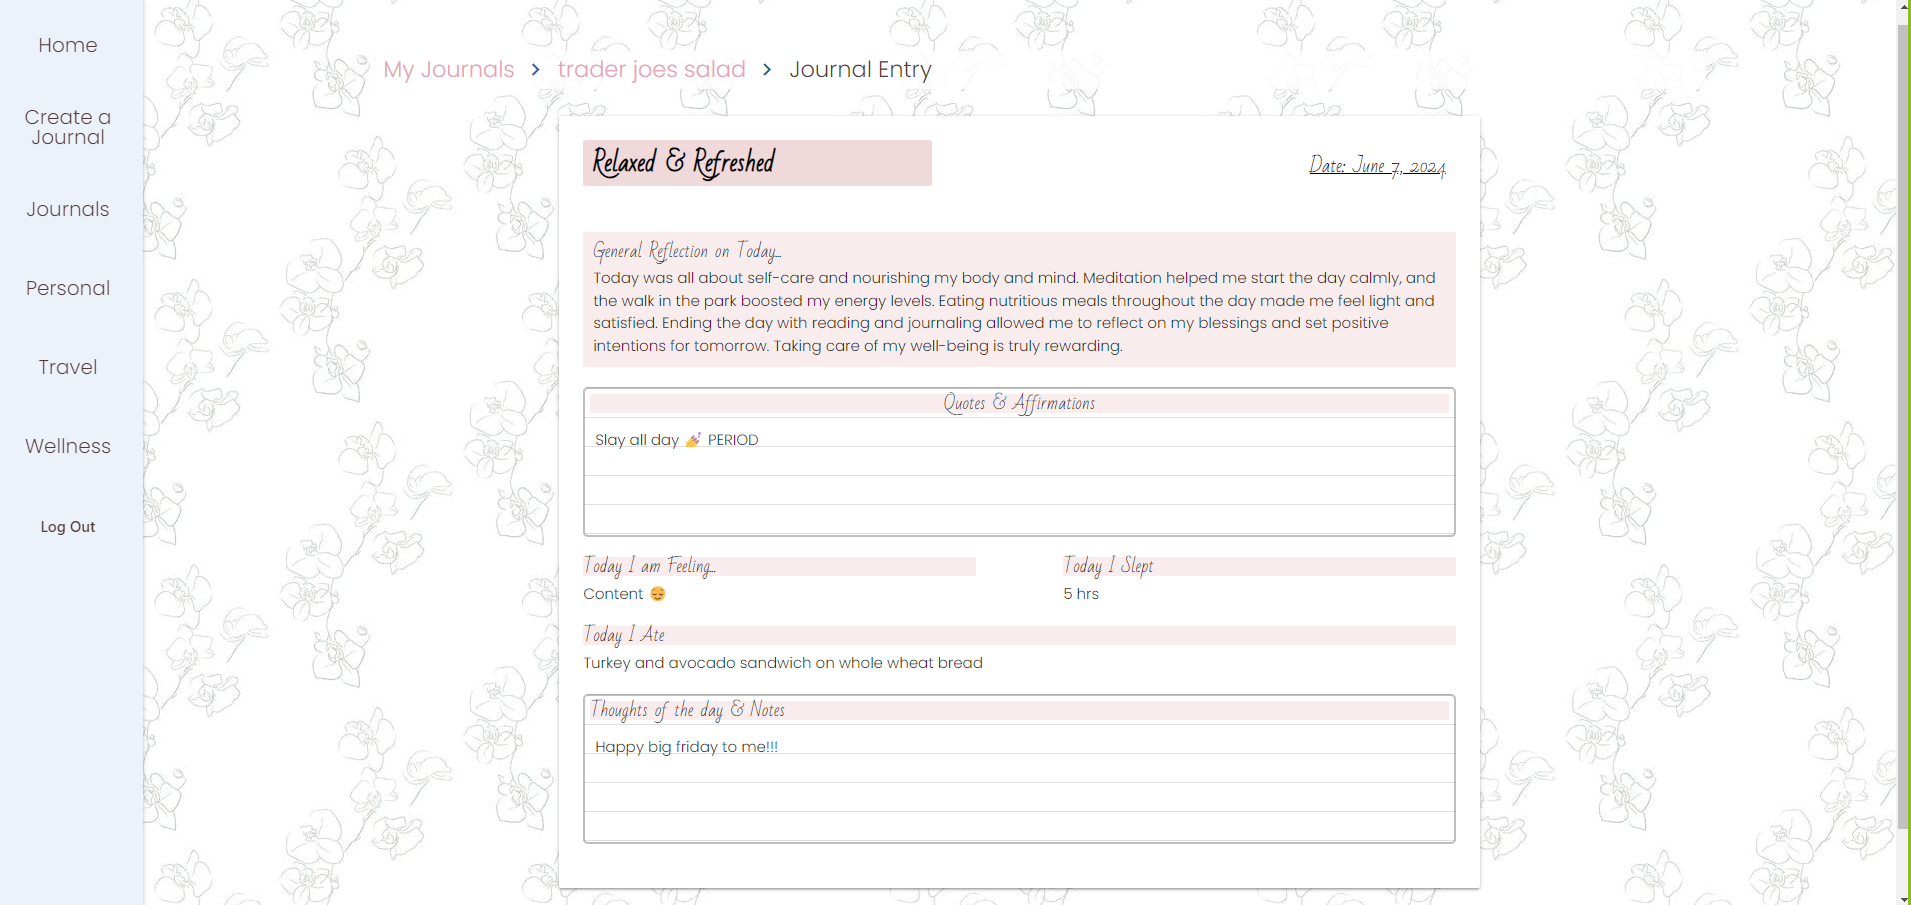 Home
Create a
Journal
Journals
Personal
Travel
Wellness
Log Out
My Journals > trader joes salad > Journal Entry
Relaxed & Refreshed
Date: June 7, 2024
General Reflection on Today...
Today was all about self-care and nourishing my body and mind. Meditation helped me start the day calmly, and
the walk in the park boosted my energy levels. Eating nutritious meals throughout the day made me feel light and
satisfied. Ending the day with reading and journaling allowed me to reflect on my blessings and set positive
intentions for tomorrow. Taking care of my well-being is truly rewarding.
Quotes & Affirmations
Slay all day 💅 PERIOD
Today I am Feeling...
Content 😌
Today I Slept
5 hrs
Today I Ate
Turkey and avocado sandwich on whole wheat bread
Thoughts of the day & Notes
Happy big friday to me!!!